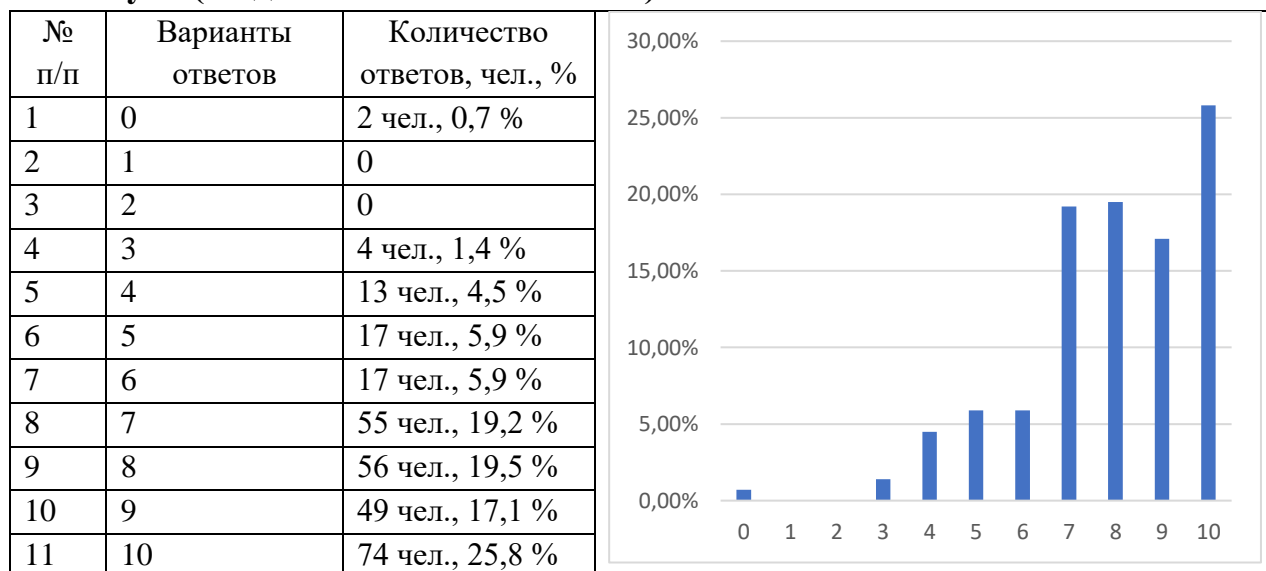 № п/п Варианты ответов Количество ответов, чел., %
1 0 2 чел., 0,7 %
2 1 0
3 2 0
4 3 4 чел., 1,4 %
5 4 13 чел., 4,5 %
6 5 17 чел., 5,9 %
7 6 17 чел., 5,9 %
8 7 55 чел., 19,2 %
9 8 56 чел., 19,5 %
10 9 49 чел., 17,1 %
11 10 74 чел., 25,8 %
30,00%
25,00%
20,00%
15,00%
10,00%
5,00%
0,00%
0 1 2 3 4 5 6 7 8 9 10